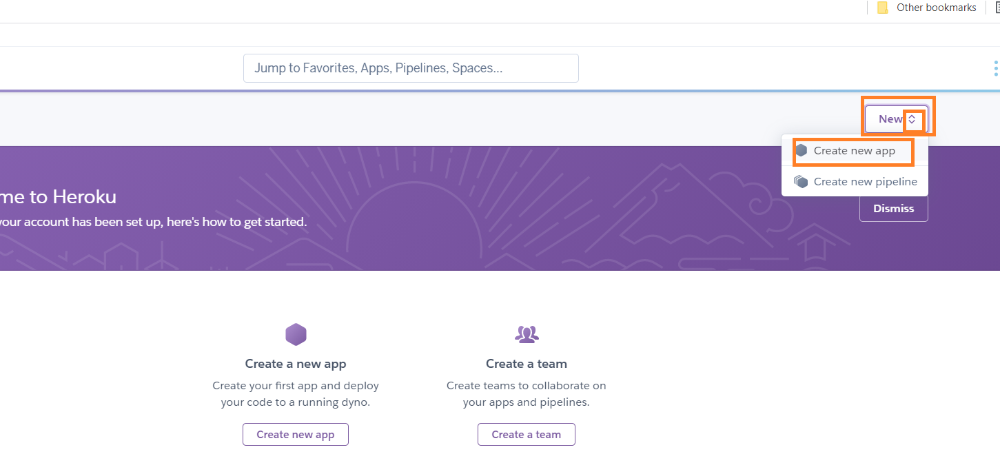 Other bookmarks
Jump to Favorites, Apps, Pipelines, Spaces...
New
Create new app
Create new pipeline
me to Heroku
your account has been set up, here's how to get started.
Dismiss
Create a new app
Create your first app and deploy
your code to a running dyno.
Create new app
Create a team
Create teams to collaborate on
your apps and pipelines.
Create a team